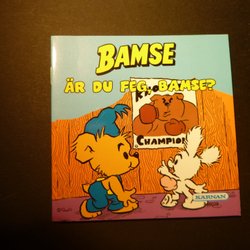 BAMSE
ÄR DU FEG, BAMSE?
CHAMPION
KÄRNAN